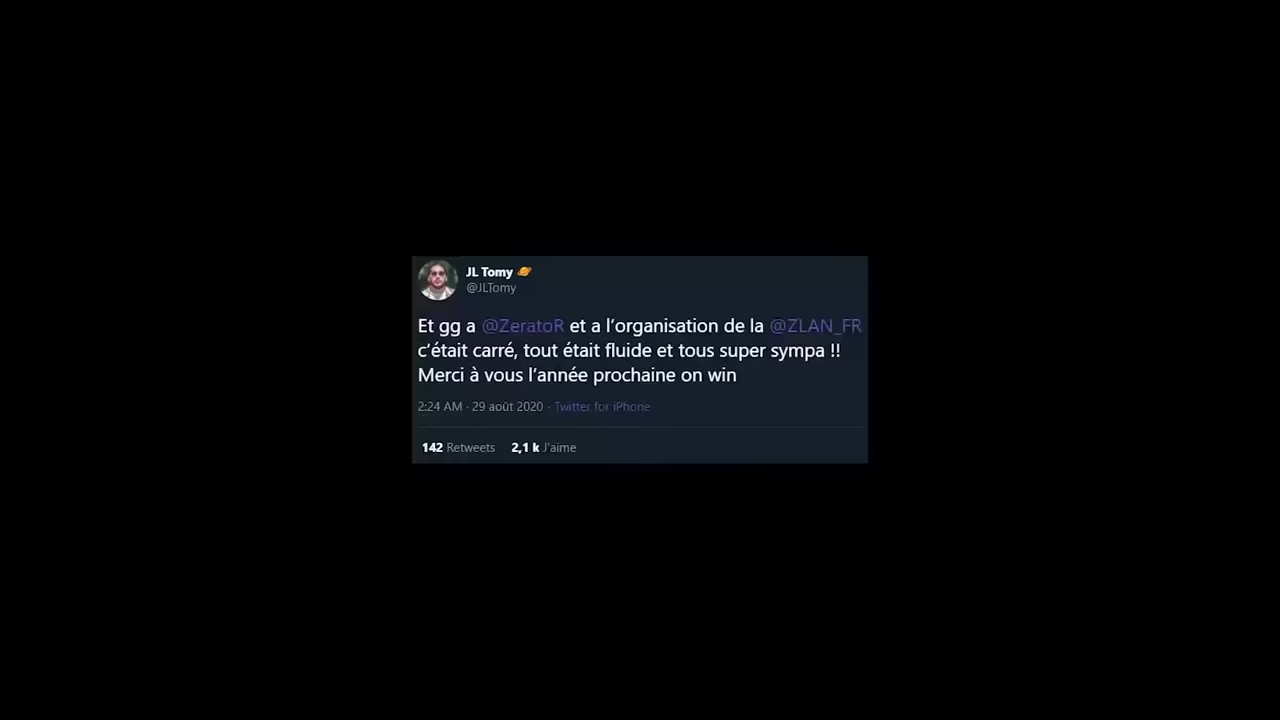 JL Tomy 🪐
@JLTomy
Et gg a @ZeratoR et a l’organisation de la @ZLAN_FR
c’était carré, tout était fluide et tous super sympa !!
Merci à vous l’année prochaine on win
2:24 AM · 29 août 2020 · Twitter for iPhone
142 Retweets 2,1 k J'aime